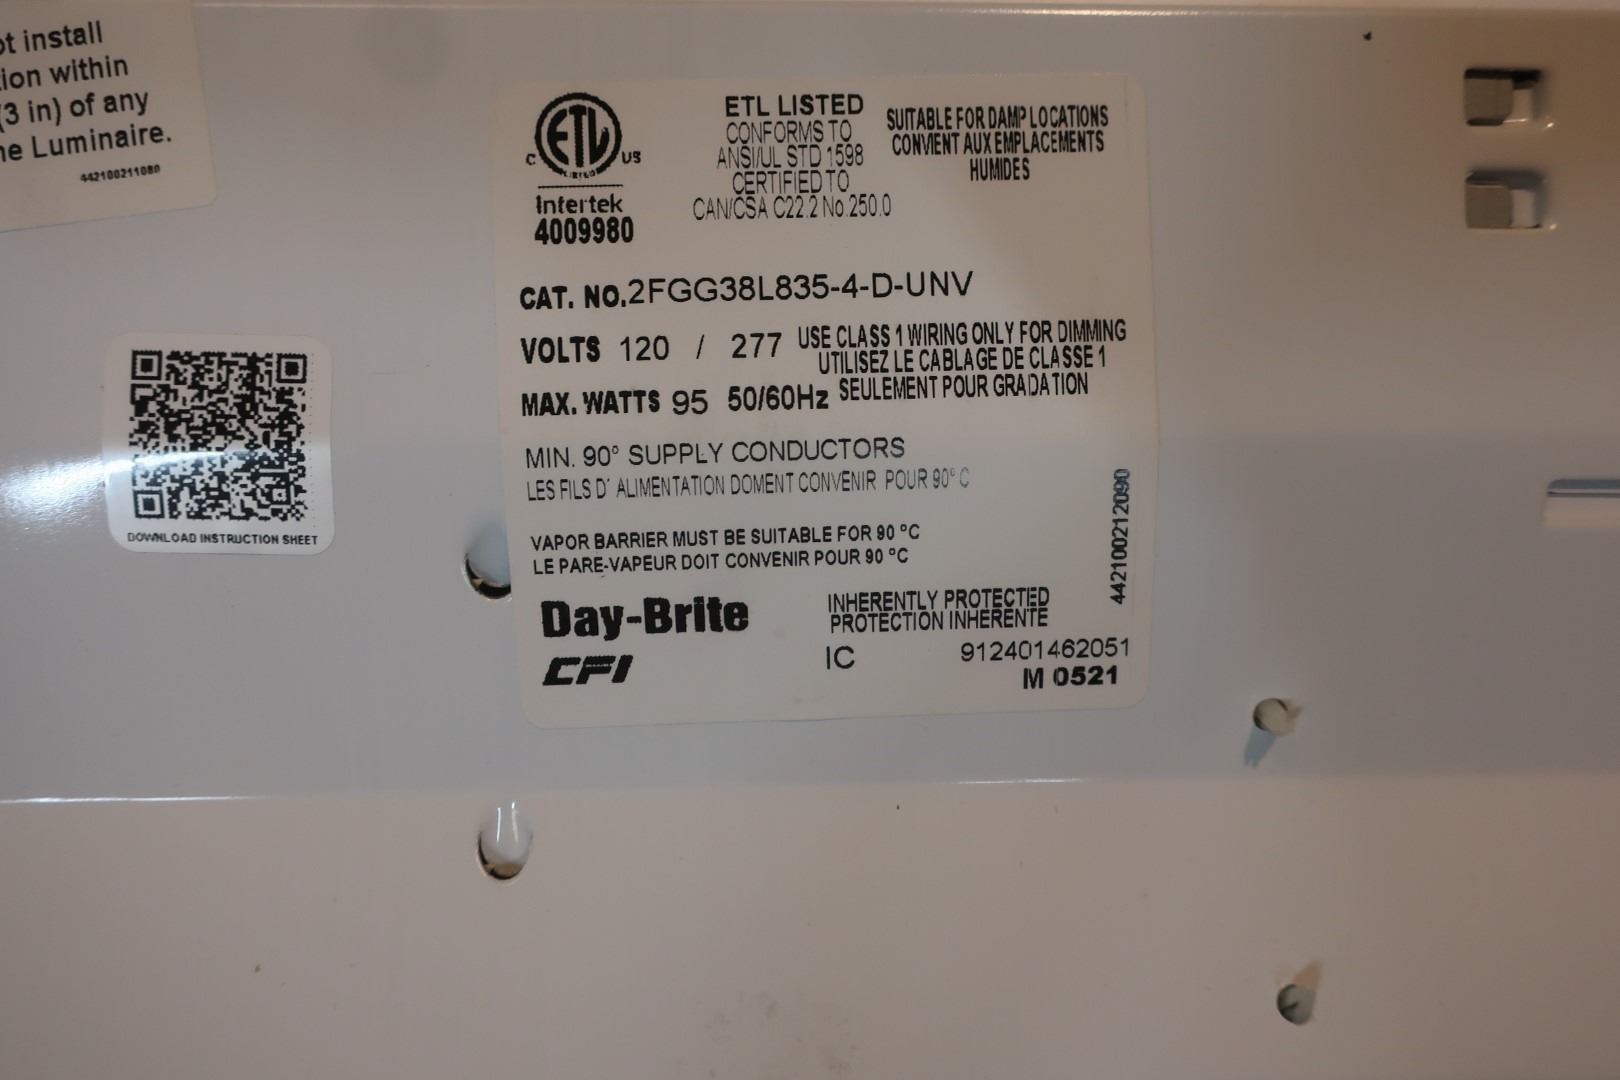 ot install
ion within
(3 in) of any
ne Luminaire.
442100211080
DOWNLOAD INSTRUCTION SHEET
ETL
LISTED
C US
Intertek
4009980
ETL LISTED
CONFORMS TO
ANSI/UL STD 1598
CERTIFIED TO
CAN/CSA C22.2 No.250.0
SUITABLE FOR DAMP LOCATIONS
CONVIENT AUX EMPLACEMENTS
HUMIDES
CAT. NO. 2FGG38L835-4-D-UNV
VOLTS 120 / 277
MAX. WATTS 95 50/60Hz
USE CLASS 1 WIRING ONLY FOR DIMMING
UTILISEZ LE CABLAGE DE CLASSE 1
SEULEMENT POUR GRADATION
MIN. 90° SUPPLY CONDUCTORS
LES FILS D' ALIMENTATION DOMENT CONVENIR POUR 90° C
VAPOR BARRIER MUST BE SUITABLE FOR 90 °C
LE PARE-VAPEUR DOIT CONVENIR POUR 90 °C
442100212090
Day-Brite
CFI
INHERENTLY PROTECTED
PROTECTION INHERENTE
IC 912401462051
M 0521